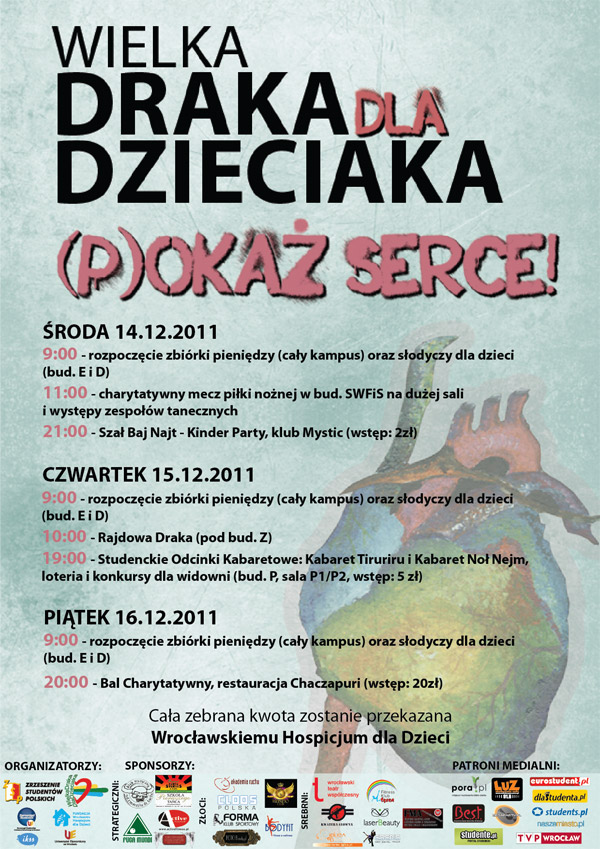 WIELKA
DRAKA DLA
DZIECIAKA
(P)OKAŻ SERCE!
ŚRODA 14.12.2011
9:00 - rozpoczęcie zbiórki pieniędzy (cały kampus) oraz słodyczy dla dzieci
(bud. E i D)
11:00 - charytatywny mecz piłki nożnej w bud. SWFiS na dużej sali
i występy zespołów tanecznych
21:00 - Szał Baj Najt - Kinder Party, klub Mystic (wstęp: 2zł)
CZWARTEK 15.12.2011
9:00 - rozpoczęcie zbiórki pieniędzy (cały kampus) oraz słodyczy dla dzieci
(bud. E i D)
10:00 - Rajdowa Draka (pod bud. Z)
19:00 - Studenckie Odcinki Kabaretowe: Kabaret Tiruriru i Kabaret Noł Nejm,
loteria i konkursy dla widowni (bud. P, sala P1/P2, wstęp: 5 zł)
PIĄTEK 16.12.2011
9:00 - rozpoczęcie zbiórki pieniędzy (cały kampus) oraz słodyczy dla dzieci
(bud. E i D)
20:00 - Bal Charytatywny, restauracja Chaczapuri (wstęp: 20zł)
Cała zebrana kwota zostanie przekazana
Wrocławskiemu Hospicjum dla Dzieci
ORGANIZATORZY:
ZRZESZENIE
STUDENTÓW
POLSKICH
SPONSORZY:
STRATEGICZNI:
SZKOŁA
TAŃCA
Active
ZŁOCI:
akademia ruchu
CLOOS
POLSKA
FORMA
KLUB SPORTOWY
BODYFIT
SREBRNI:
wrocławski
teatr
współczesny
laserBeauty
PATRONI MEDIALNI:
pora.pl
LUZ
Best
studente.pl
eurostudent.pl
dlaStudenta.pl
students.pl
naszemiasto.pl
TVP WROCŁAW